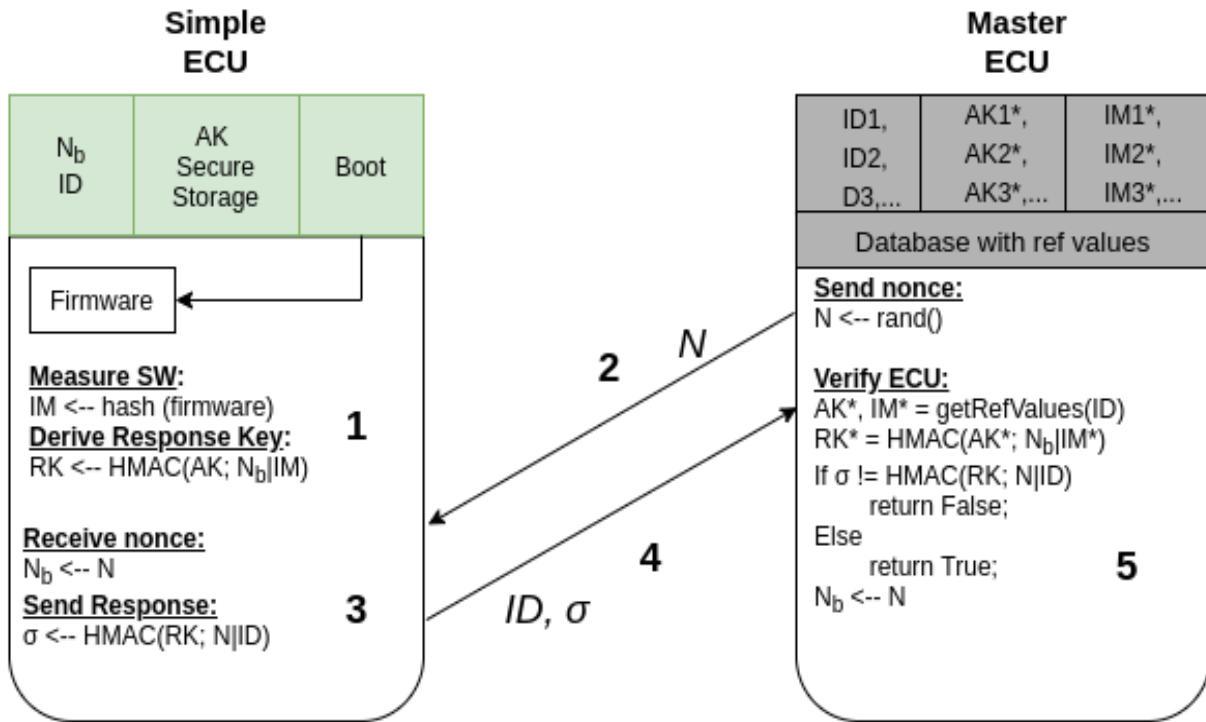 Simple
ECU
N_b
ID
AK
Secure
Storage
Boot
Firmware
Measure SW:
IM <-- hash (firmware)
Derive Response Key:
RK <-- HMAC(AK; N_b|IM)
1
Receive nonce:
N_b <-- N
Send Response:
σ <-- HMAC(RK; N|ID)
3
2
N
4
ID, σ
Master
ECU
ID1,
ID2,
D3,...
AK1*,
AK2*,
AK3*,...
IM1*,
IM2*,
IM3*,...
Database with ref values
Send nonce:
N <-- rand()
Verify ECU:
AK*, IM* = getRefValues(ID)
RK* = HMAC(AK*; N_b|IM*)
If σ != HMAC(RK; N|ID)
return False;
Else
return True;
N_b <-- N
5